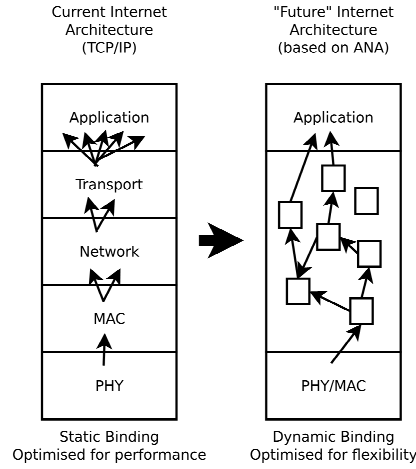 Current Internet
Architecture
(TCP/IP)
Application
Transport
Network
MAC
PHY
Static Binding
Optimised for performance
"Future" Internet
Architecture
(based on ANA)
Application
PHY/MAC
Dynamic Binding
Optimised for flexibility